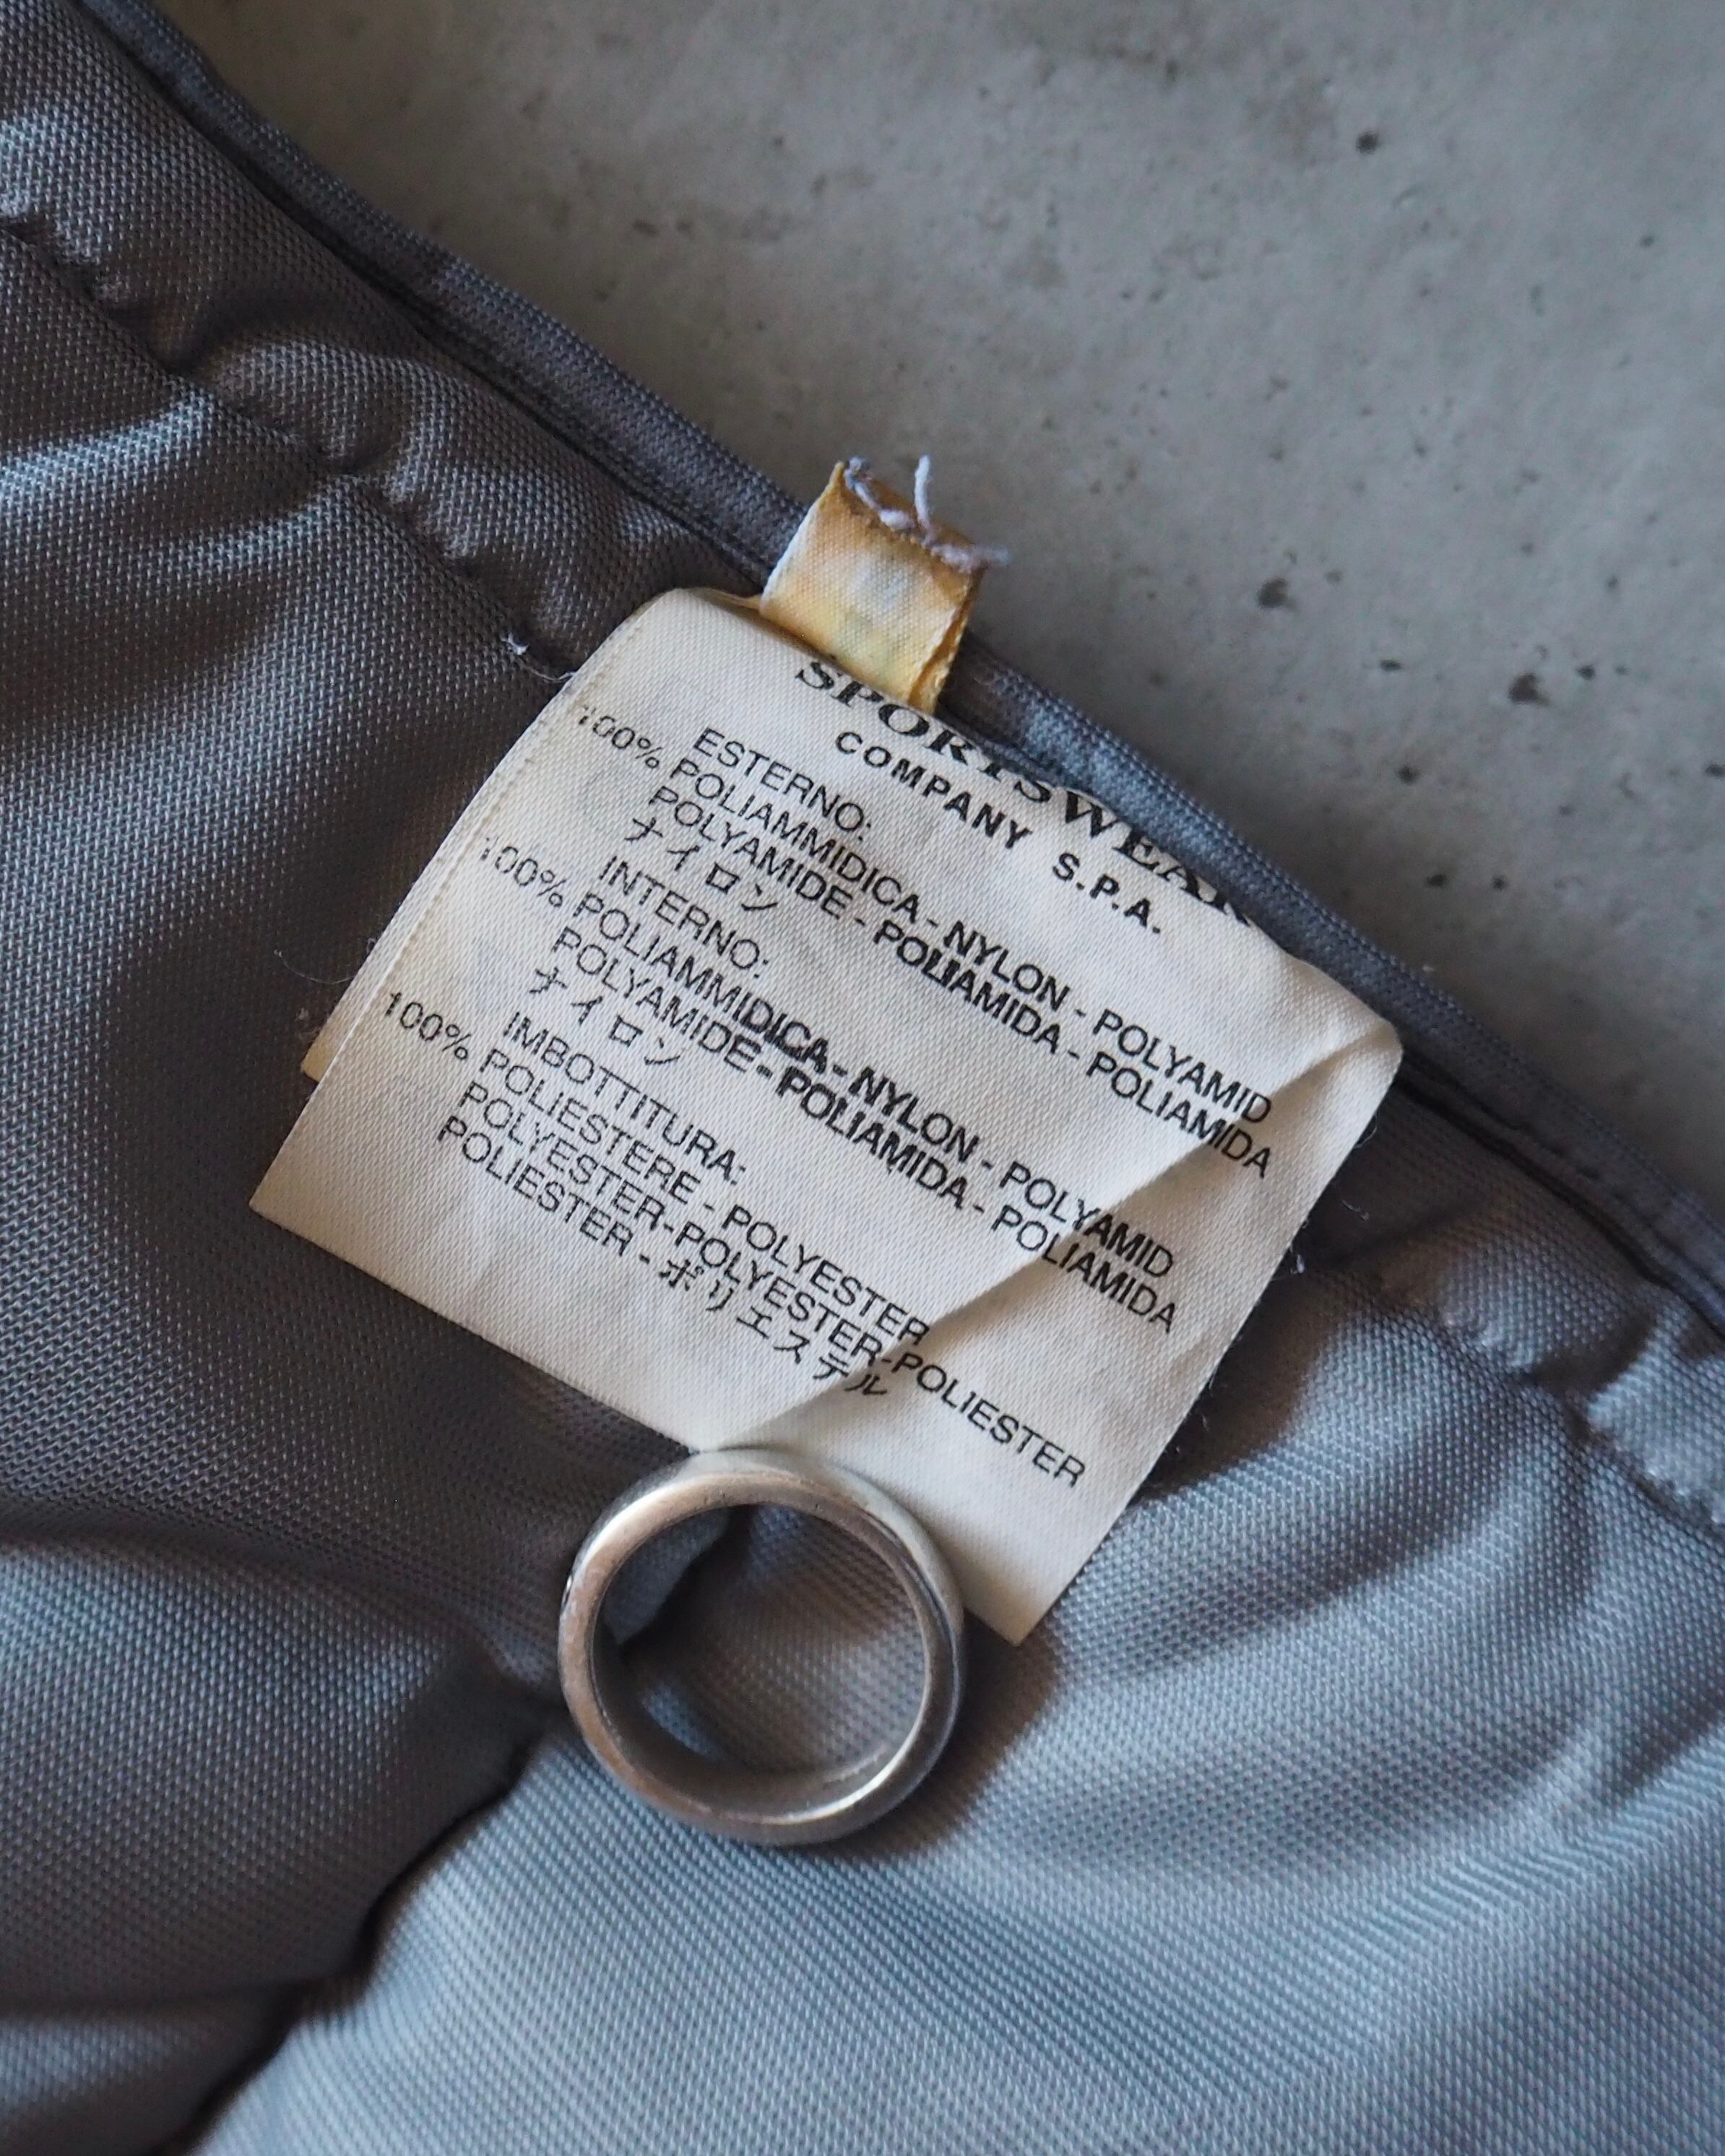 SPORTSWEAR
COMPANY S.P.A.
ESTERNO:
100% POLIAMMIDICA - NYLON - POLYAMID
POLYAMIDE - POLIAMIDA - POLIAMIDA
ナイロン
INTERNO:
100% POLIAMMIDICA - NYLON - POLYAMID
POLYAMIDE - POLIAMIDA - POLIAMIDA
ナイロン
IMBOTTITURA:
100% POLIESTERE - POLYESTER
POLYESTER-POLYESTER-POLIESTER
POLIESTER - ポリエステル